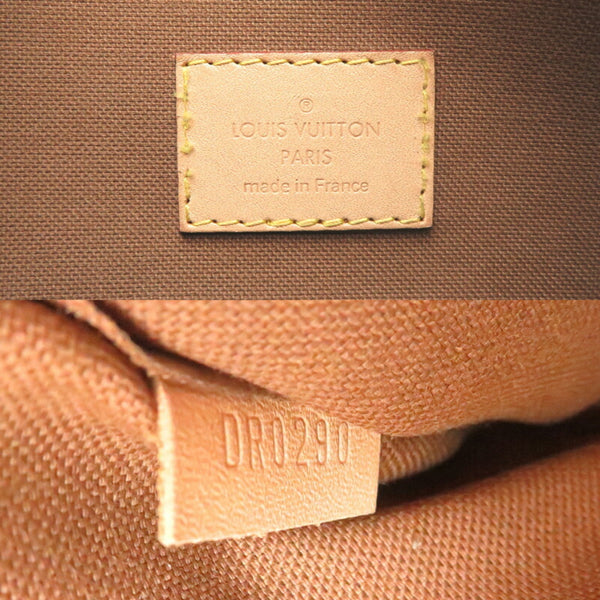 ®
LOUIS VUITTON
PARIS
made in France
DR0290